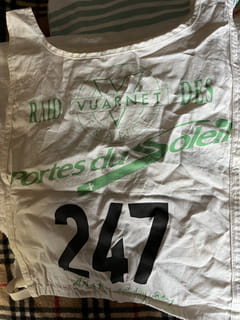 RAID VUARNET DES
Portes du Soleil
247